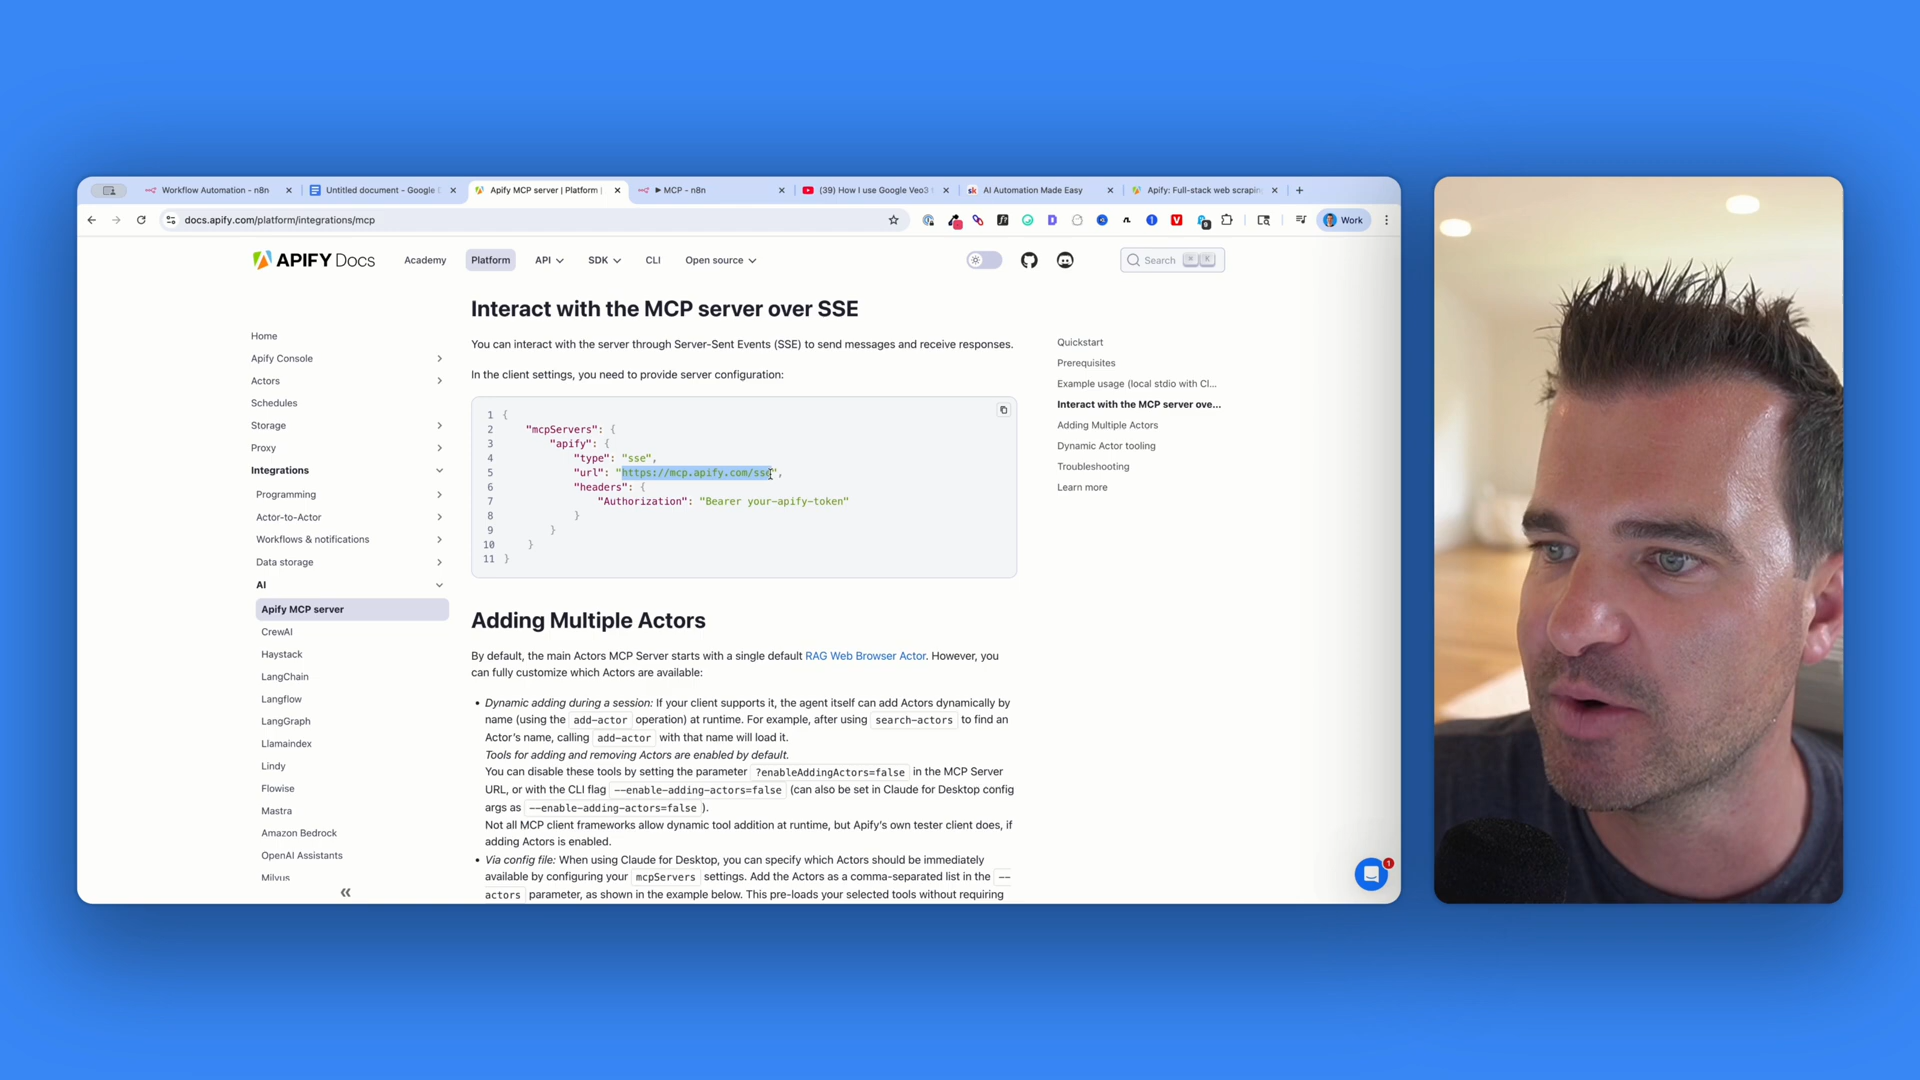 Workflow Automation - n8n
Untitled document - Google
Apify MCP server | Platform |
MCP - n8n
(39) How I use Google Veo3
AI Automation Made Easy
Apify: Full-stack web scraping
docs.apify.com/platform/integrations/mcp
Work
APIFY Docs
Academy
Platform
API
SDK
CLI
Open source
Search
K
Home
Apify Console
Actors
Schedules
Storage
Proxy
Integrations
Programming
Actor-to-Actor
Workflows & notifications
Data storage
AI
Apify MCP server
CrewAI
Haystack
LangChain
Langflow
LangGraph
Llamaindex
Lindy
Flowise
Mastra
Amazon Bedrock
OpenAI Assistants
Milvus
Interact with the MCP server over SSE
You can interact with the server through Server-Sent Events (SSE) to send messages and receive responses.
In the client settings, you need to provide server configuration:
1 {
2 "mcpServers": {
3 "apify": {
4 "type": "sse",
5 "url": "https://mcp.apify.com/sse",
6 "headers": {
7 "Authorization": "Bearer your-apify-token"
8 }
9 }
10 }
11 }
Adding Multiple Actors
By default, the main Actors MCP Server starts with a single default RAG Web Browser Actor. However, you
can fully customize which Actors are available:
• Dynamic adding during a session: If your client supports it, the agent itself can add Actors dynamically by
name (using the add-actor operation) at runtime. For example, after using search-actors to find an
Actor's name, calling add-actor with that name will load it.
Tools for adding and removing Actors are enabled by default.
You can disable these tools by setting the parameter ?enableAddingActors=false in the MCP Server
URL, or with the CLI flag --enable-adding-actors=false (can also be set in Claude for Desktop config
args as --enable-adding-actors=false ).
Not all MCP client frameworks allow dynamic tool addition at runtime, but Apify's own tester client does, if
adding Actors is enabled.
• Via config file: When using Claude for Desktop, you can specify which Actors should be immediately
available by configuring your mcpServers settings. Add the Actors as a comma-separated list in the --
actors parameter, as shown in the example below. This pre-loads your selected tools without requiring
Quickstart
Prerequisites
Example usage (local stdio with Cl...
Interact with the MCP server ove...
Adding Multiple Actors
Dynamic Actor tooling
Troubleshooting
Learn more
1